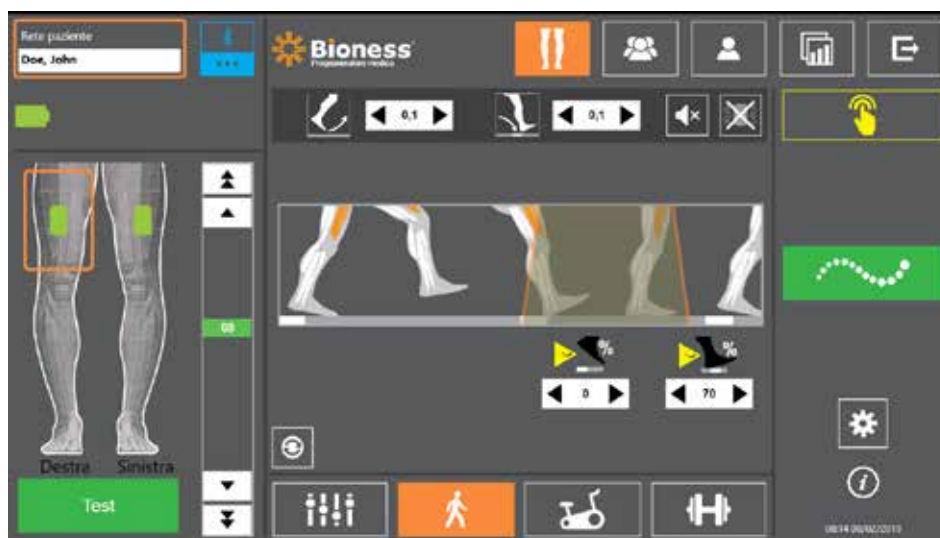 Rete paziente
Doe, John
Bioness
Programmatore medico
0,1
0,1
60
%
%
0
70
Destra
Sinistra
Test